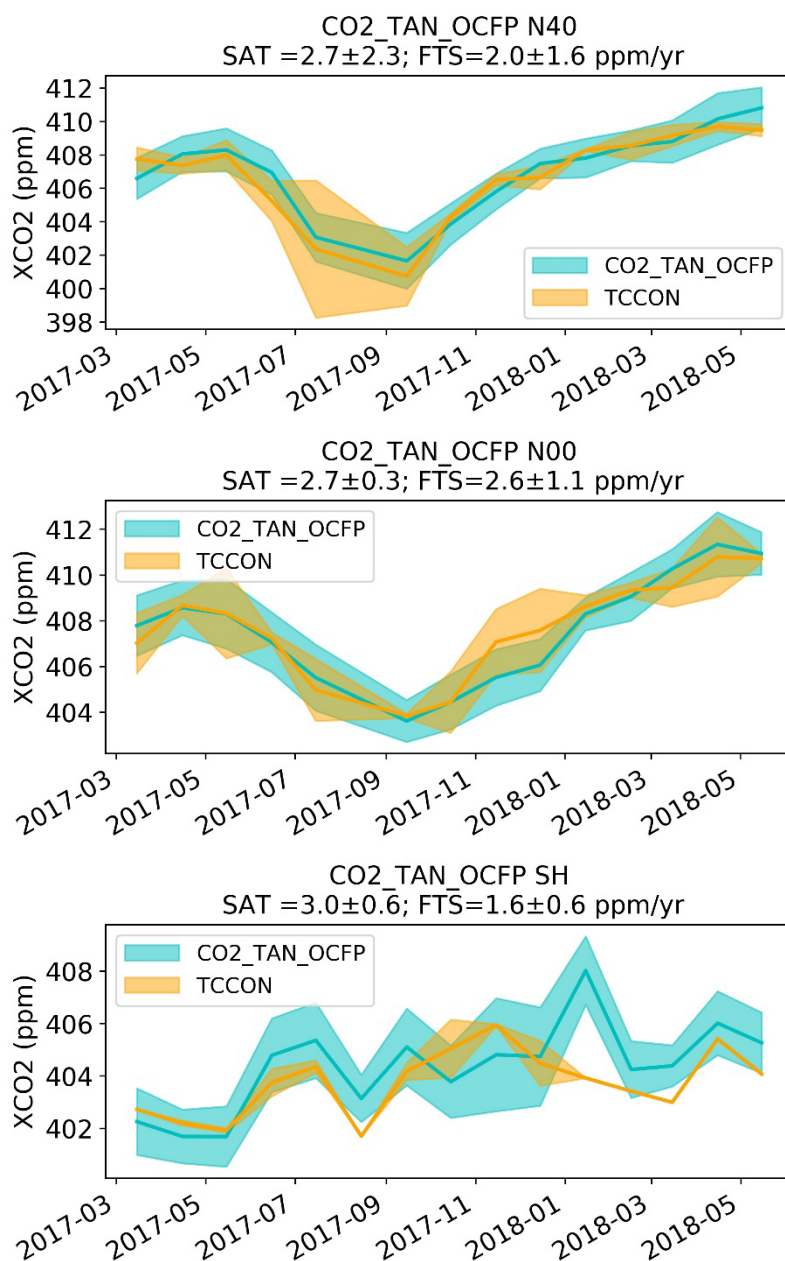 CO2_TAN_OCFP N40
SAT =2.7±2.3; FTS=2.0±1.6 ppm/yr
412
410
408
406
404
402
400
398
XCO2 (ppm)
CO2_TAN_OCFP
TCCON
2017-03
2017-05
2017-07
2017-09
2017-11
2018-01
2018-03
2018-05
CO2_TAN_OCFP N00
SAT =2.7±0.3; FTS=2.6±1.1 ppm/yr
412
410
408
406
404
XCO2 (ppm)
CO2_TAN_OCFP
TCCON
2017-03
2017-05
2017-07
2017-09
2017-11
2018-01
2018-03
2018-05
CO2_TAN_OCFP SH
SAT =3.0±0.6; FTS=1.6±0.6 ppm/yr
408
406
404
402
XCO2 (ppm)
CO2_TAN_OCFP
TCCON
2017-03
2017-05
2017-07
2017-09
2017-11
2018-01
2018-03
2018-05